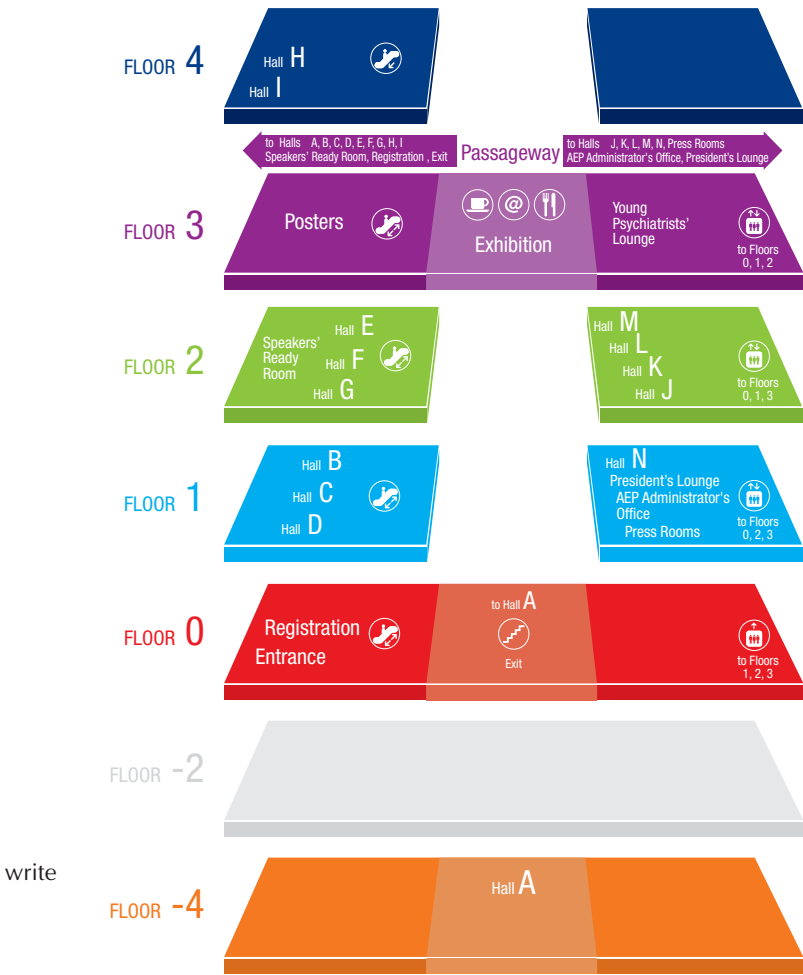 FLOOR 4
Hall H
Hall I
to Halls A, B, C, D, E, F, G, H, I
Speakers' Ready Room, Registration , Exit
Passageway
to Halls J, K, L, M, N, Press Rooms
AEP Administrator's Office, President's Lounge
FLOOR 3
Posters
@
Exhibition
Young
Psychiatrists'
Lounge
to Floors
0, 1, 2
FLOOR 2
Speakers'
Ready
Room
Hall E
Hall F
Hall G
Hall M
Hall L
Hall K
Hall J
to Floors
0, 1, 3
FLOOR 1
Hall B
Hall C
Hall D
Hall N
President's Lounge
AEP Administrator's
Office
Press Rooms
to Floors
0, 2, 3
FLOOR 0
Registration
Entrance
to Hall A
Exit
to Floors
1, 2, 3
FLOOR -2
write
FLOOR -4
Hall A